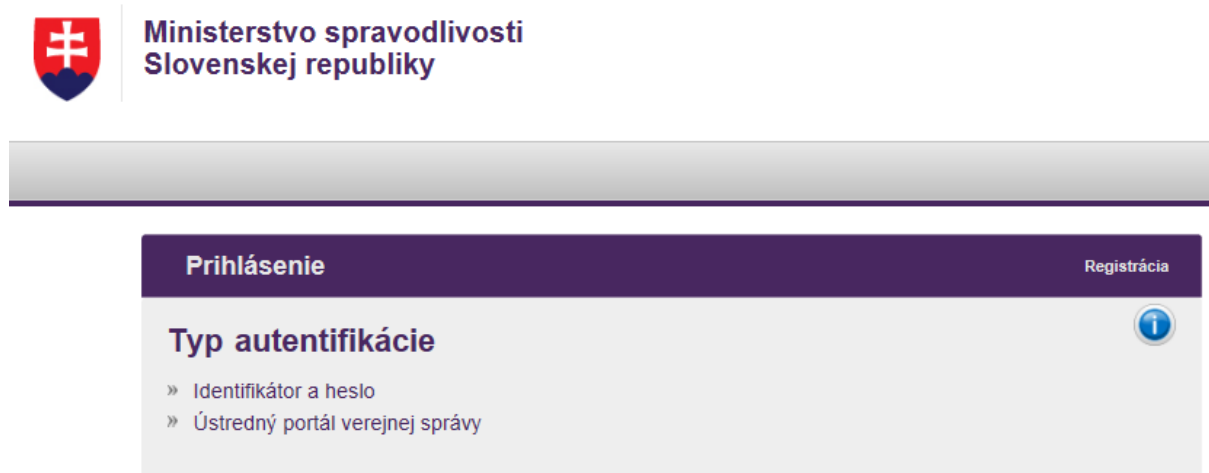 Ministerstvo spravodlivosti
Slovenskej republiky
Prihlásenie
Registrácia
Typ autentifikácie
» Identifikátor a heslo
» Ústredný portál verejnej správy